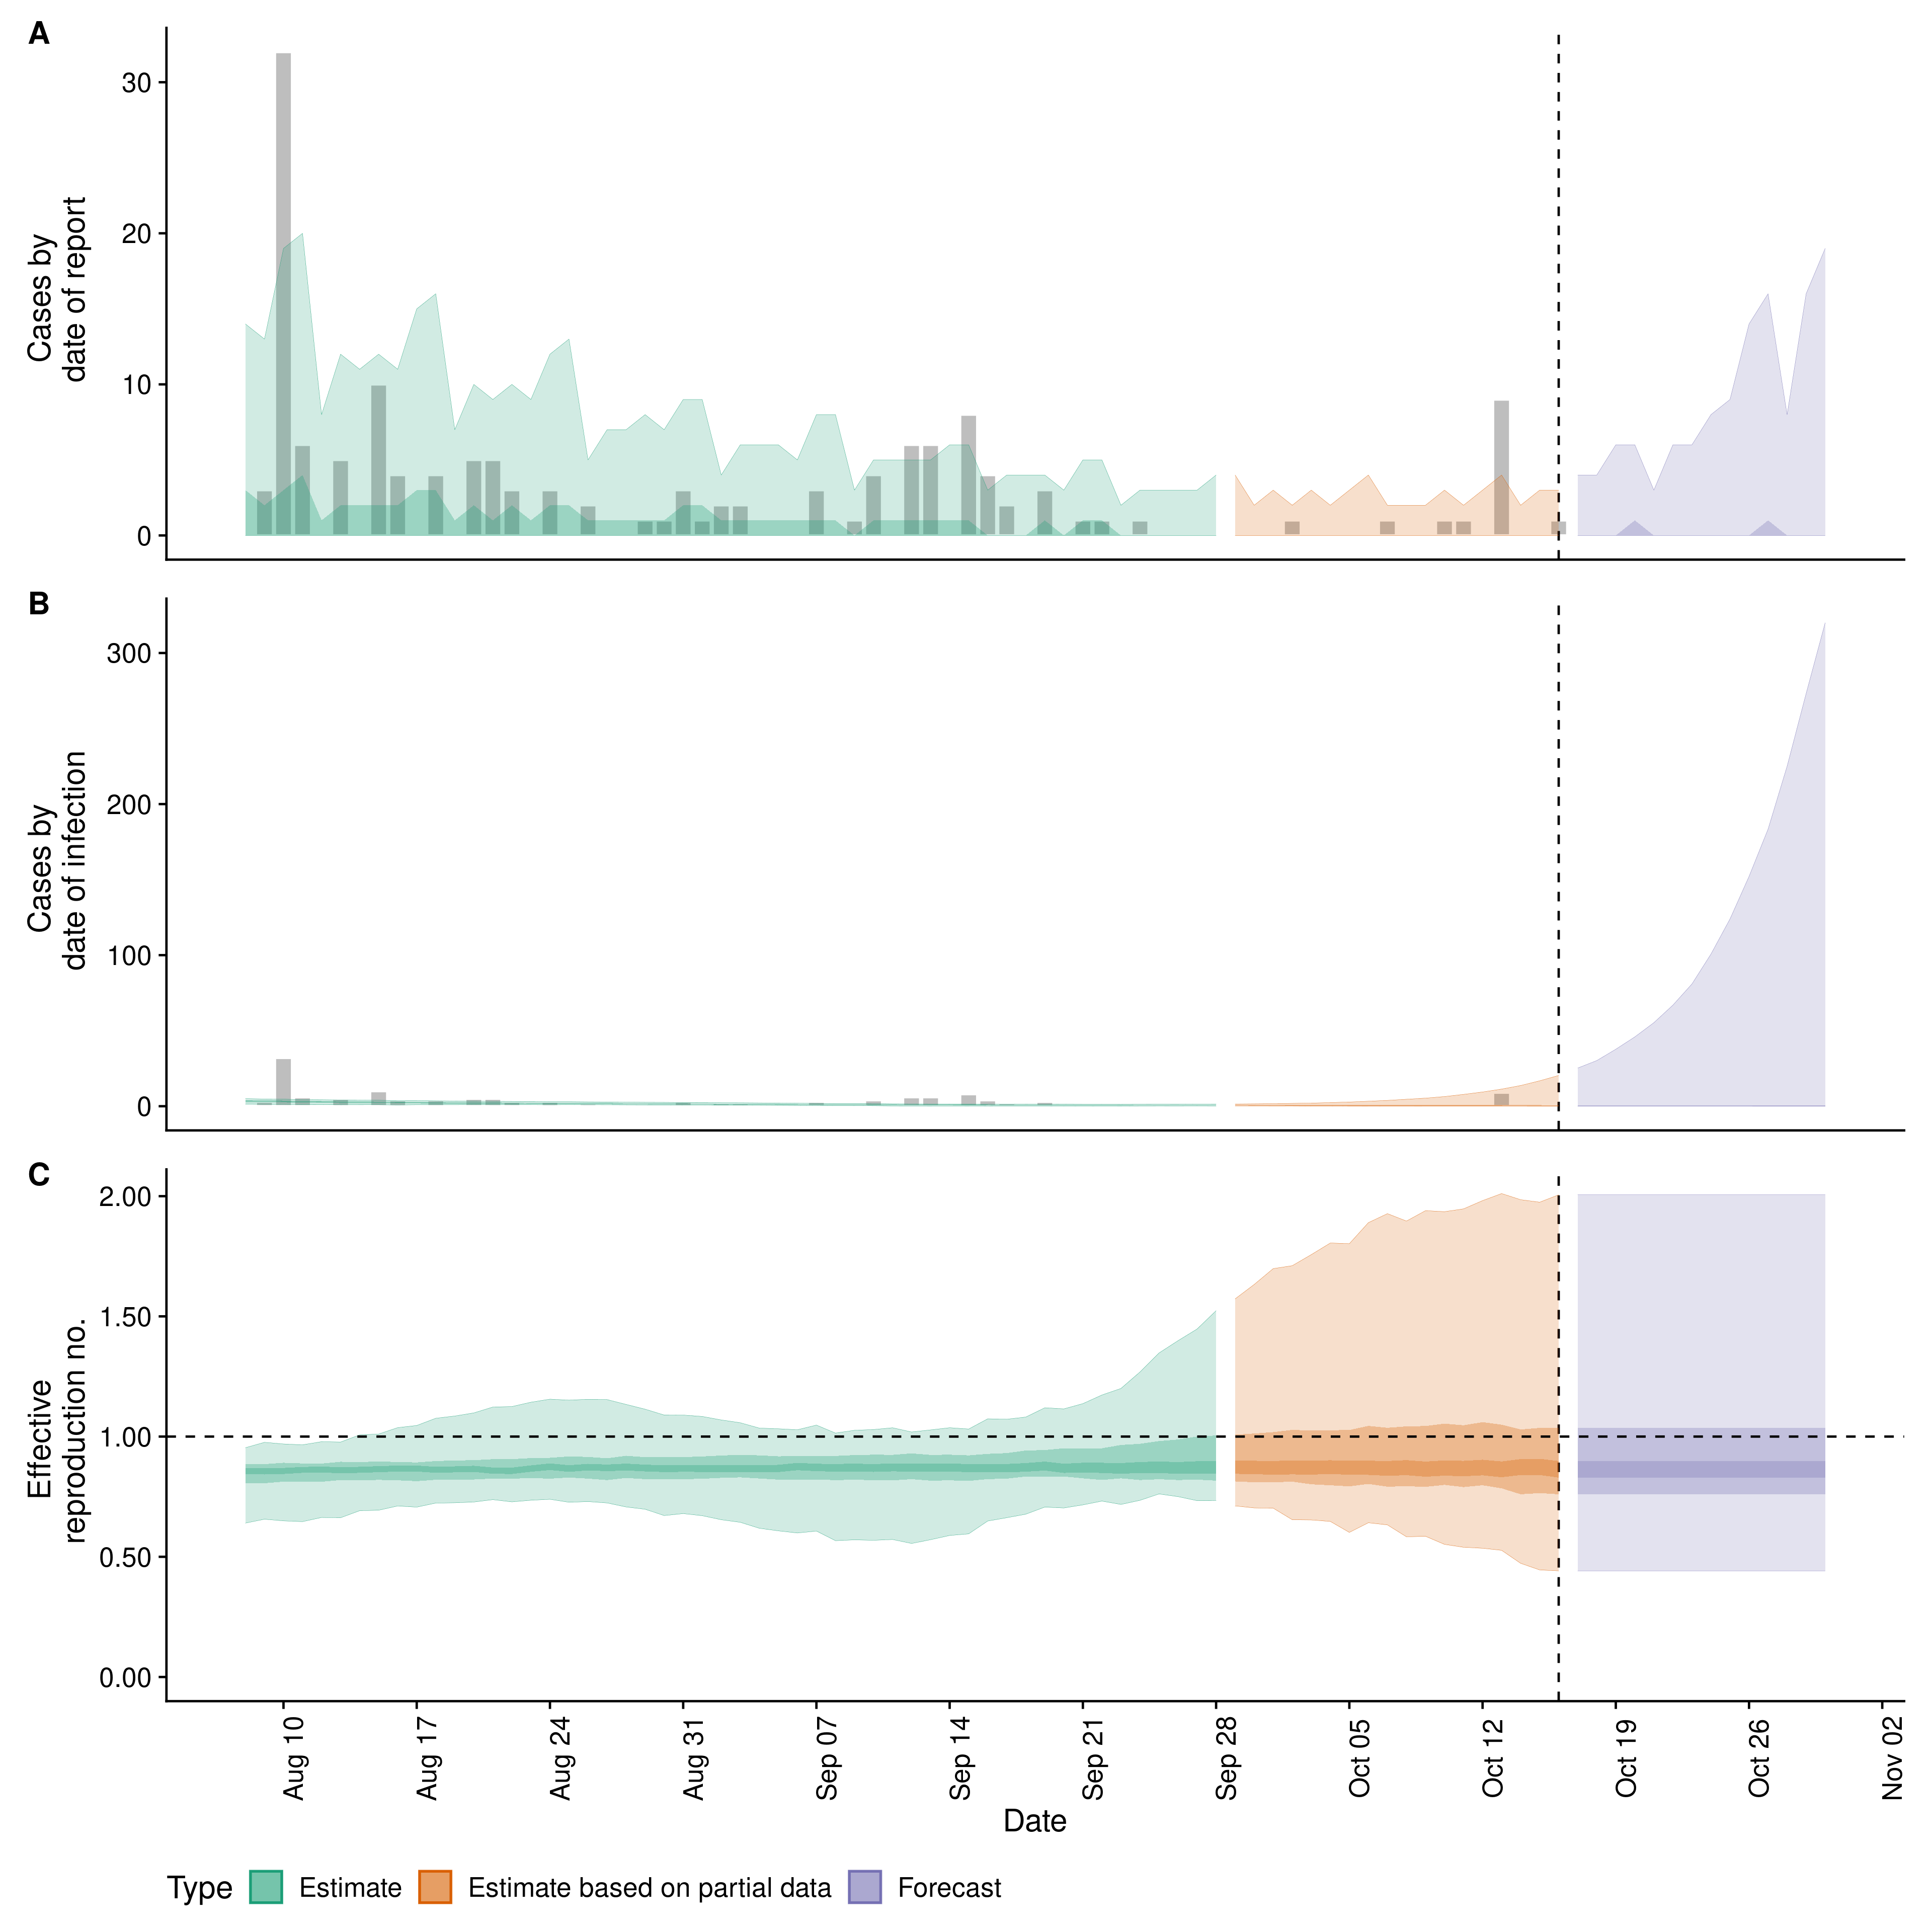 A
Cases by
date of report
30
20
10
0
B
Cases by
date of infection
300
200
100
0
C
Effective
reproduction no.
2.00
1.50
1.00
0.50
0.00
Aug 10
Aug 17
Aug 24
Aug 31
Sep 07
Sep 14
Sep 21
Sep 28
Oct 05
Oct 12
Oct 19
Oct 26
Nov 02
Date
Type Estimate Estimate based on partial data Forecast